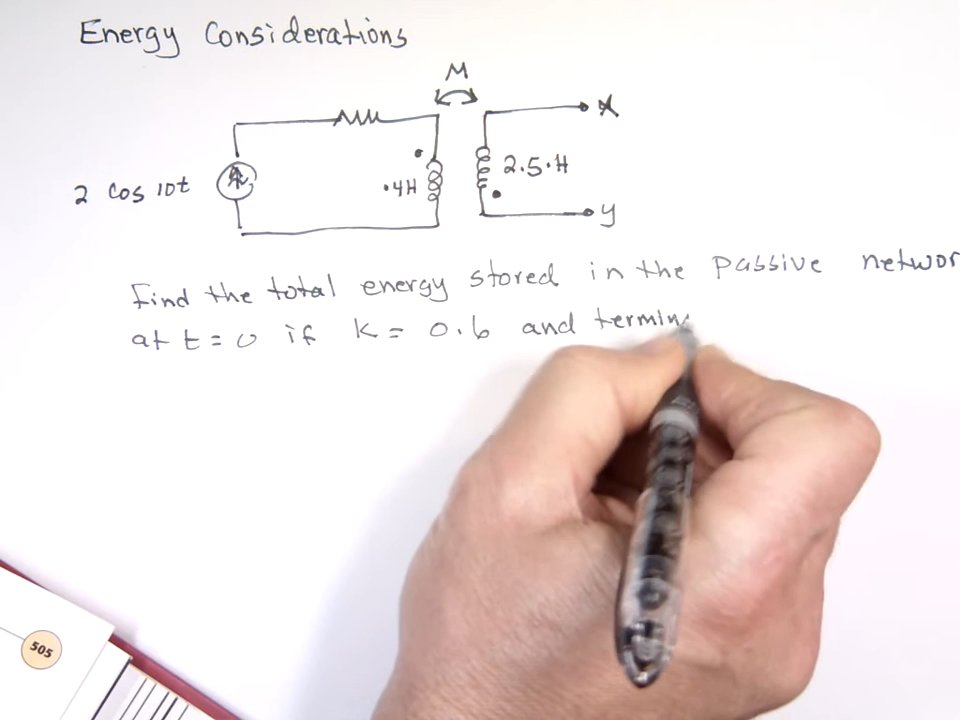 Energy Considerations
M
x
2.5 H
2 cos 10t
.4H
y
Find the total energy stored in the passive networ
at t = 0 if k = 0.6 and termin
505